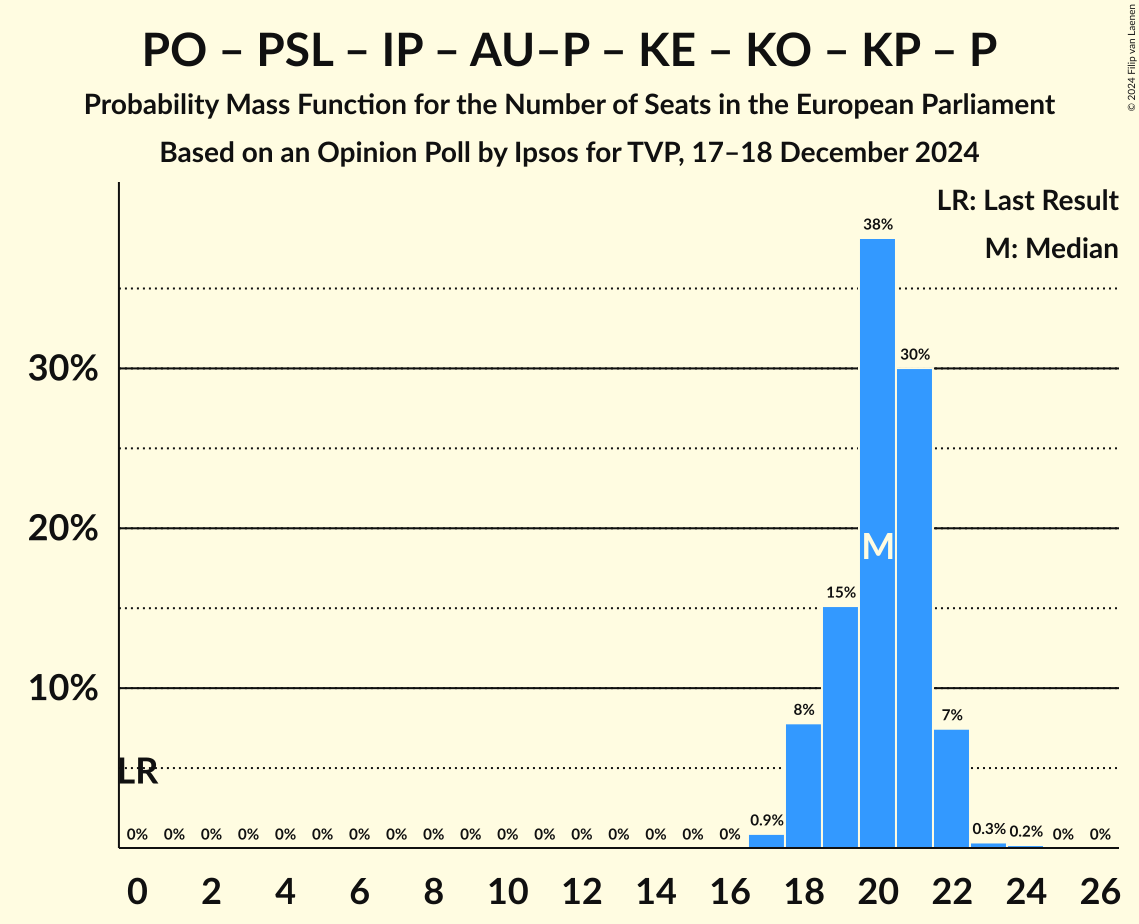 PO – PSL – IP – AU–P – KE – KO – KP – P
Probability Mass Function for the Number of Seats in the European Parliament
Based on an Opinion Poll by Ipsos for TVP, 17–18 December 2024
© 2024 Filip van Laenen
LR: Last Result
M: Median
38%
30%
30%
20%
M
15%
10%
8%
7%
LR
0% 0% 0% 0% 0% 0% 0% 0% 0% 0% 0% 0% 0% 0% 0% 0% 0% 0.9% 0.3% 0.2% 0% 0%
0 2 4 6 8 10 12 14 16 18 20 22 24 26